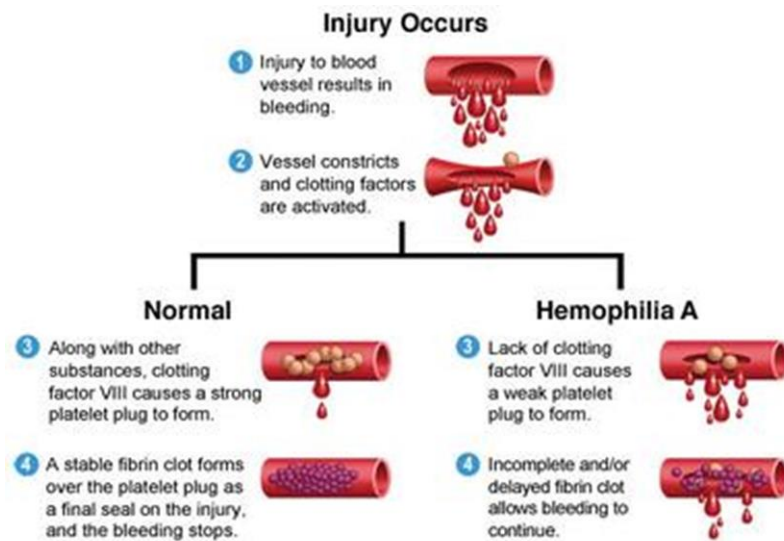 Injury Occurs
1 Injury to blood
vessel results in
bleeding.
2 Vessel constricts
and clotting factors
are activated.
Normal
3 Along with other
substances, clotting
factor VIII causes a strong
platelet plug to form.
4 A stable fibrin clot forms
over the platelet plug as
a final seal on the injury,
and the bleeding stops.
Hemophilia A
3 Lack of clotting
factor VIII causes
a weak platelet
plug to form.
4 Incomplete and/or
delayed fibrin clot
allows bleeding to
continue.